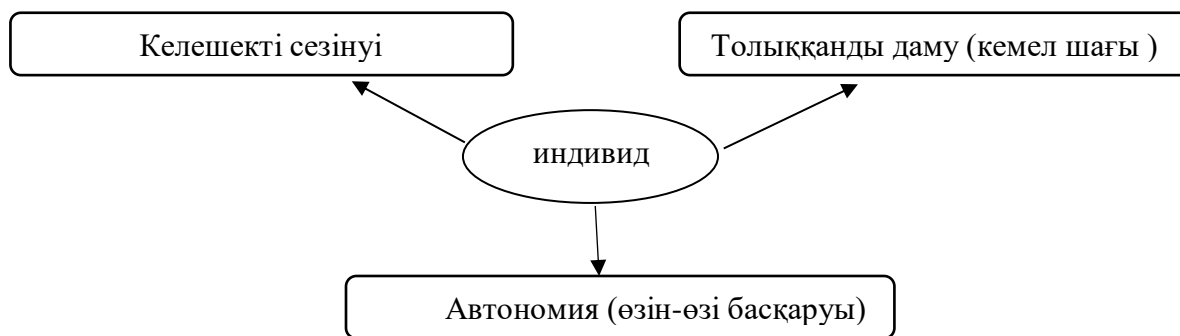 Келешекті сезінуі
Толыққанды даму (кемел шағы )
индивид
Автономия (өзін-өзі басқаруы)